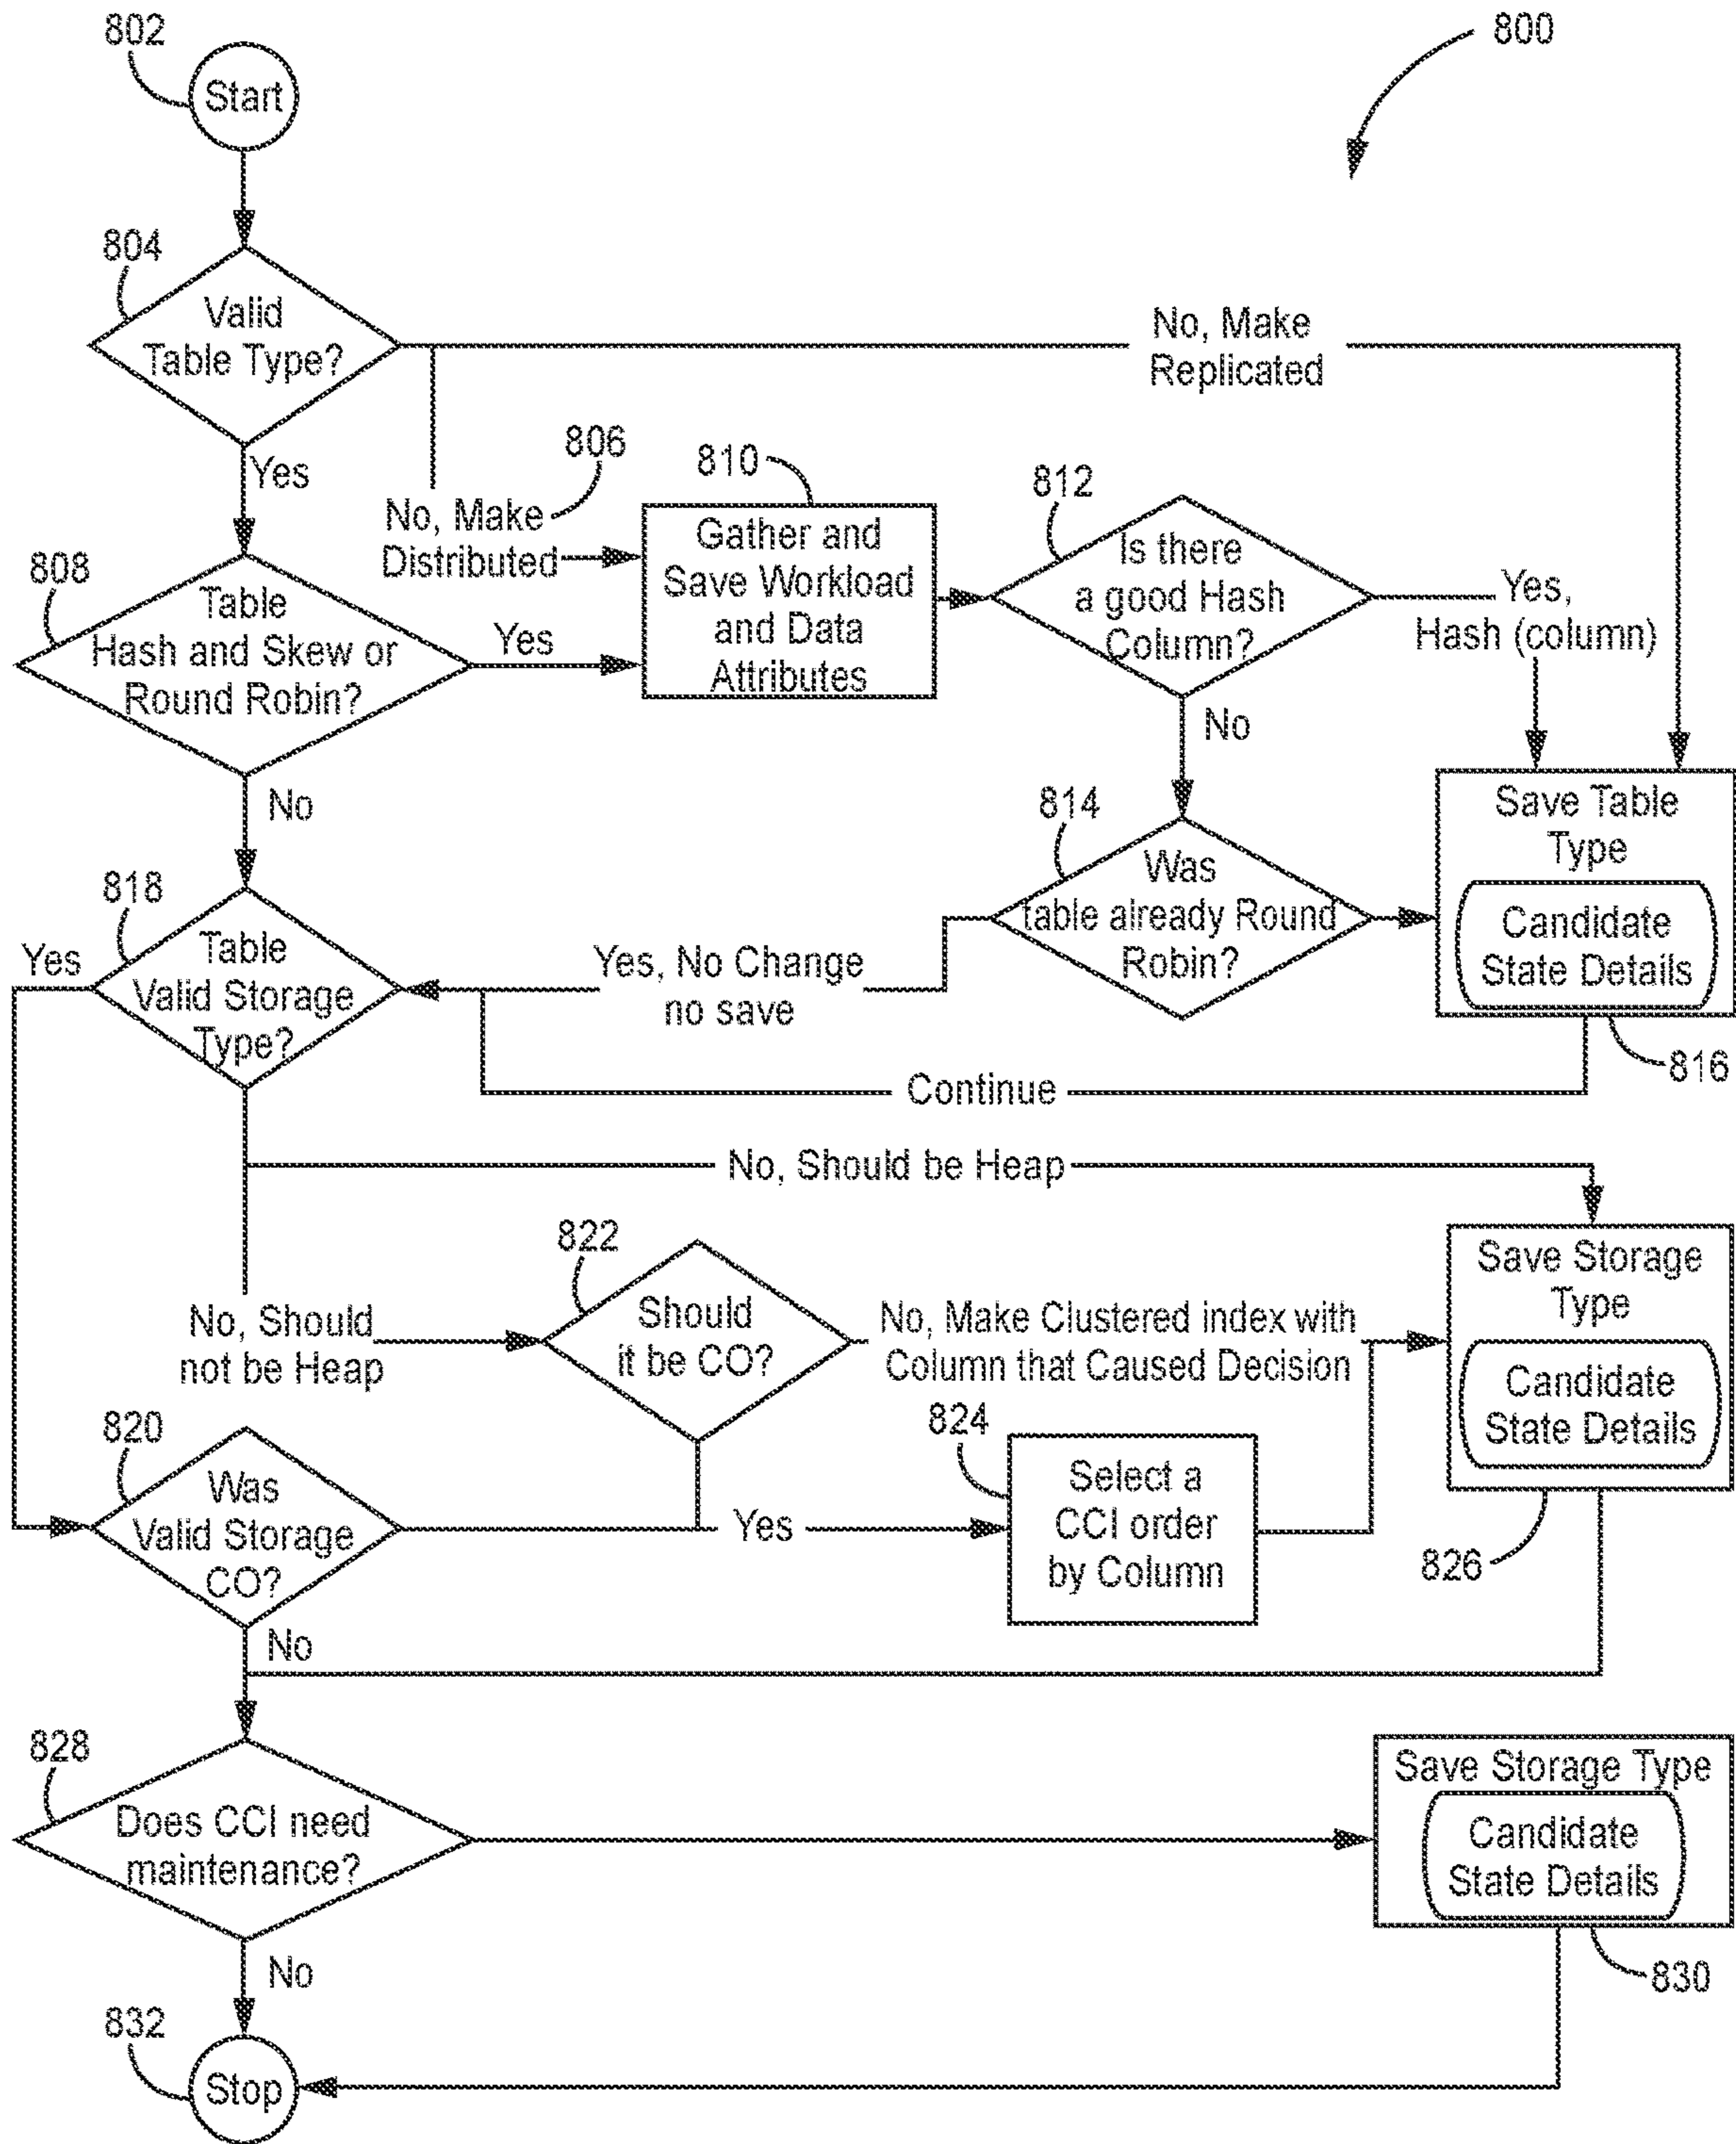 802
Start
800
804
Valid
Table Type?
No, Make
Replicated
Yes
806
No, Make
Distributed
810
Gather and
Save Workload
and Data
Attributes
812
Is there
a good Hash
Column?
Yes,
Hash (column)
808
Table
Hash and Skew or
Round Robin?
Yes
No
No
814
Was
table already Round
Robin?
Save Table
Type
Candidate
State Details
816
818
Table
Valid Storage
Type?
Yes
Yes, No Change
no save
Continue
No, Should be Heap
822
Should
it be CO?
No, Should
not be Heap
No, Make Clustered index with
Column that Caused Decision
Save Storage
Type
Candidate
State Details
826
820
Was
Valid Storage
CO?
Yes
824
Select a
CCI order
by Column
No
828
Does CCI need
maintenance?
Save Storage Type
Candidate
State Details
830
No
832
Stop